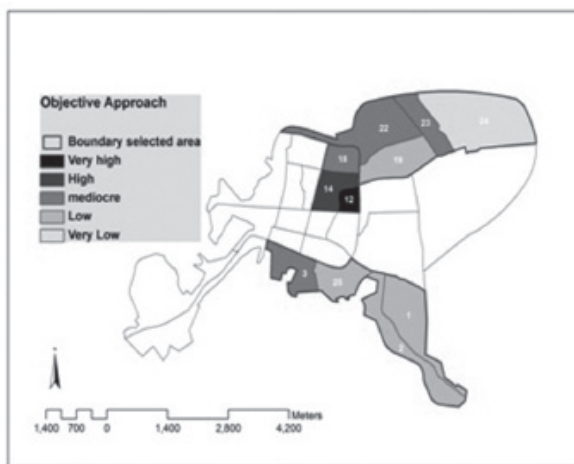 Objective Approach
Boundary selected area
Very high
High
mediocre
Low
Very Low
22
23
24
18
19
14
12
3
25
1
2
Meters
1,400 700 0 1,400 2,800 4,200